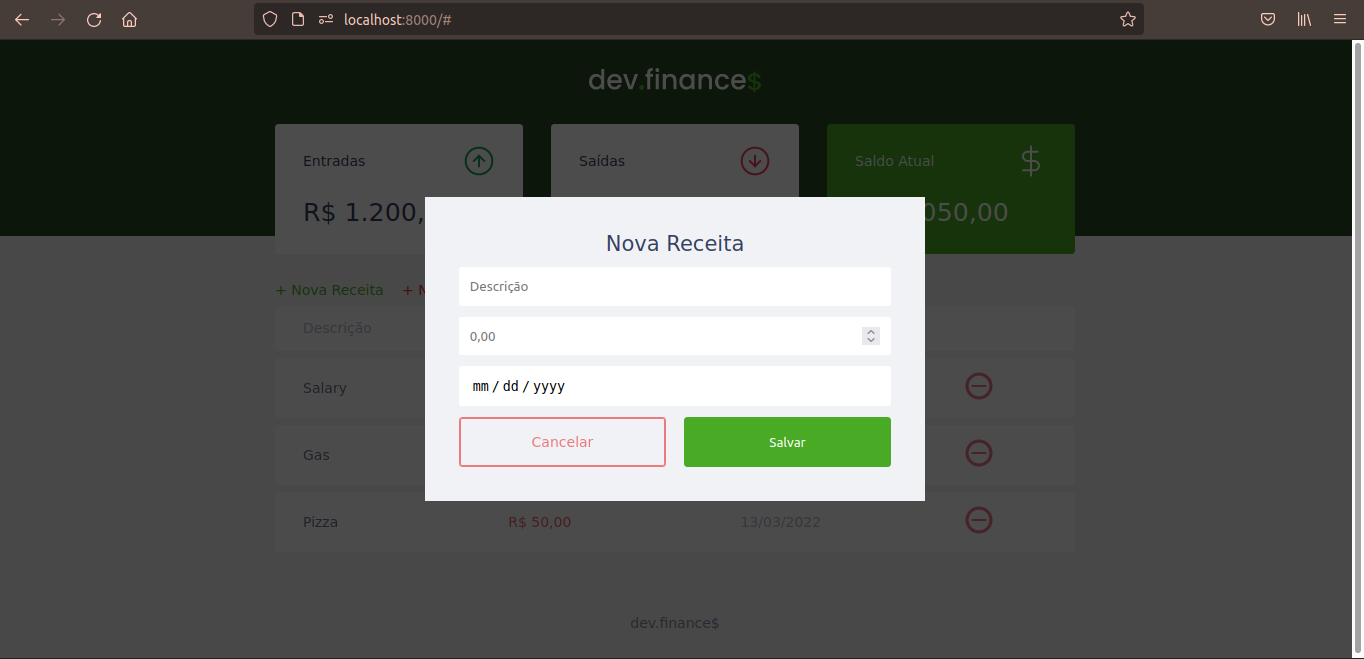 localhost:8000/#
dev.finance$
Entradas
Saídas
Saldo Atual
R$ 1.200,
050,00
Nova Receita
Descrição
0,00
mm / dd / yyyy
Cancelar
Salvar
+ Nova Receita
+ N
Descrição
Salary
Gas
Pizza
R$ 50,00
13/03/2022
dev.finance$